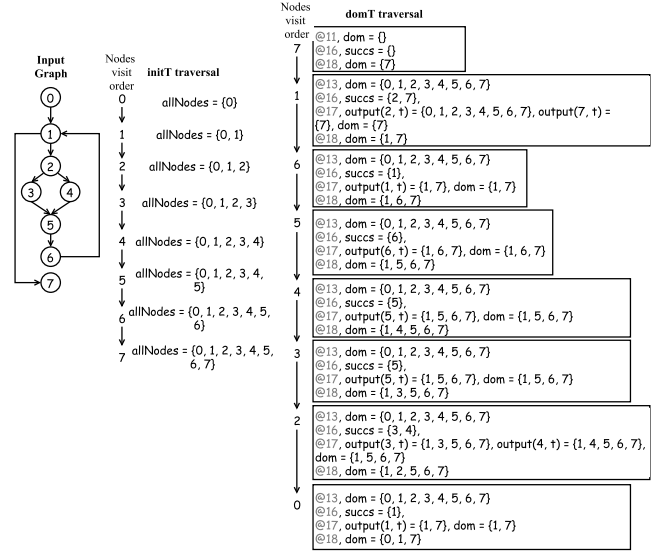 Input
Graph
0
1
2
3
4
5
6
7
Nodes
visit
order
initT traversal
0
allNodes = {0}
1
allNodes = {0, 1}
2
allNodes = {0, 1, 2}
3
allNodes = {0, 1, 2, 3}
4
allNodes = {0, 1, 2, 3, 4}
5
allNodes = {0, 1, 2, 3, 4,
5}
6
allNodes = {0, 1, 2, 3, 4, 5,
6}
7
allNodes = {0, 1, 2, 3, 4, 5,
6, 7}
Nodes
visit
order
domT traversal
7
@11, dom = {}
@16, succs = {}
@18, dom = {7}
1
@13, dom = {0, 1, 2, 3, 4, 5, 6, 7}
@16, succs = {2, 7},
@17, output(2, t) = {0, 1, 2, 3, 4, 5, 6, 7}, output(7, t) =
{7}, dom = {7}
@18, dom = {1, 7}
6
@13, dom = {0, 1, 2, 3, 4, 5, 6, 7}
@16, succs = {1},
@17, output(1, t) = {1, 7}, dom = {1, 7}
@18, dom = {1, 6, 7}
5
@13, dom = {0, 1, 2, 3, 4, 5, 6, 7}
@16, succs = {6},
@17, output(6, t) = {1, 6, 7}, dom = {1, 6, 7}
@18, dom = {1, 5, 6, 7}
4
@13, dom = {0, 1, 2, 3, 4, 5, 6, 7}
@16, succs = {5},
@17, output(5, t) = {1, 5, 6, 7}, dom = {1, 5, 6, 7}
@18, dom = {1, 4, 5, 6, 7}
3
@13, dom = {0, 1, 2, 3, 4, 5, 6, 7}
@16, succs = {5},
@17, output(5, t) = {1, 5, 6, 7}, dom = {1, 5, 6, 7}
@18, dom = {1, 3, 5, 6, 7}
2
@13, dom = {0, 1, 2, 3, 4, 5, 6, 7}
@16, succs = {3, 4},
@17, output(3, t) = {1, 3, 5, 6, 7}, output(4, t) = {1, 4, 5, 6, 7},
dom = {1, 5, 6, 7}
@18, dom = {1, 2, 5, 6, 7}
0
@13, dom = {0, 1, 2, 3, 4, 5, 6, 7}
@16, succs = {1},
@17, output(1, t) = {1, 7}, dom = {1, 7}
@18, dom = {0, 1, 7}